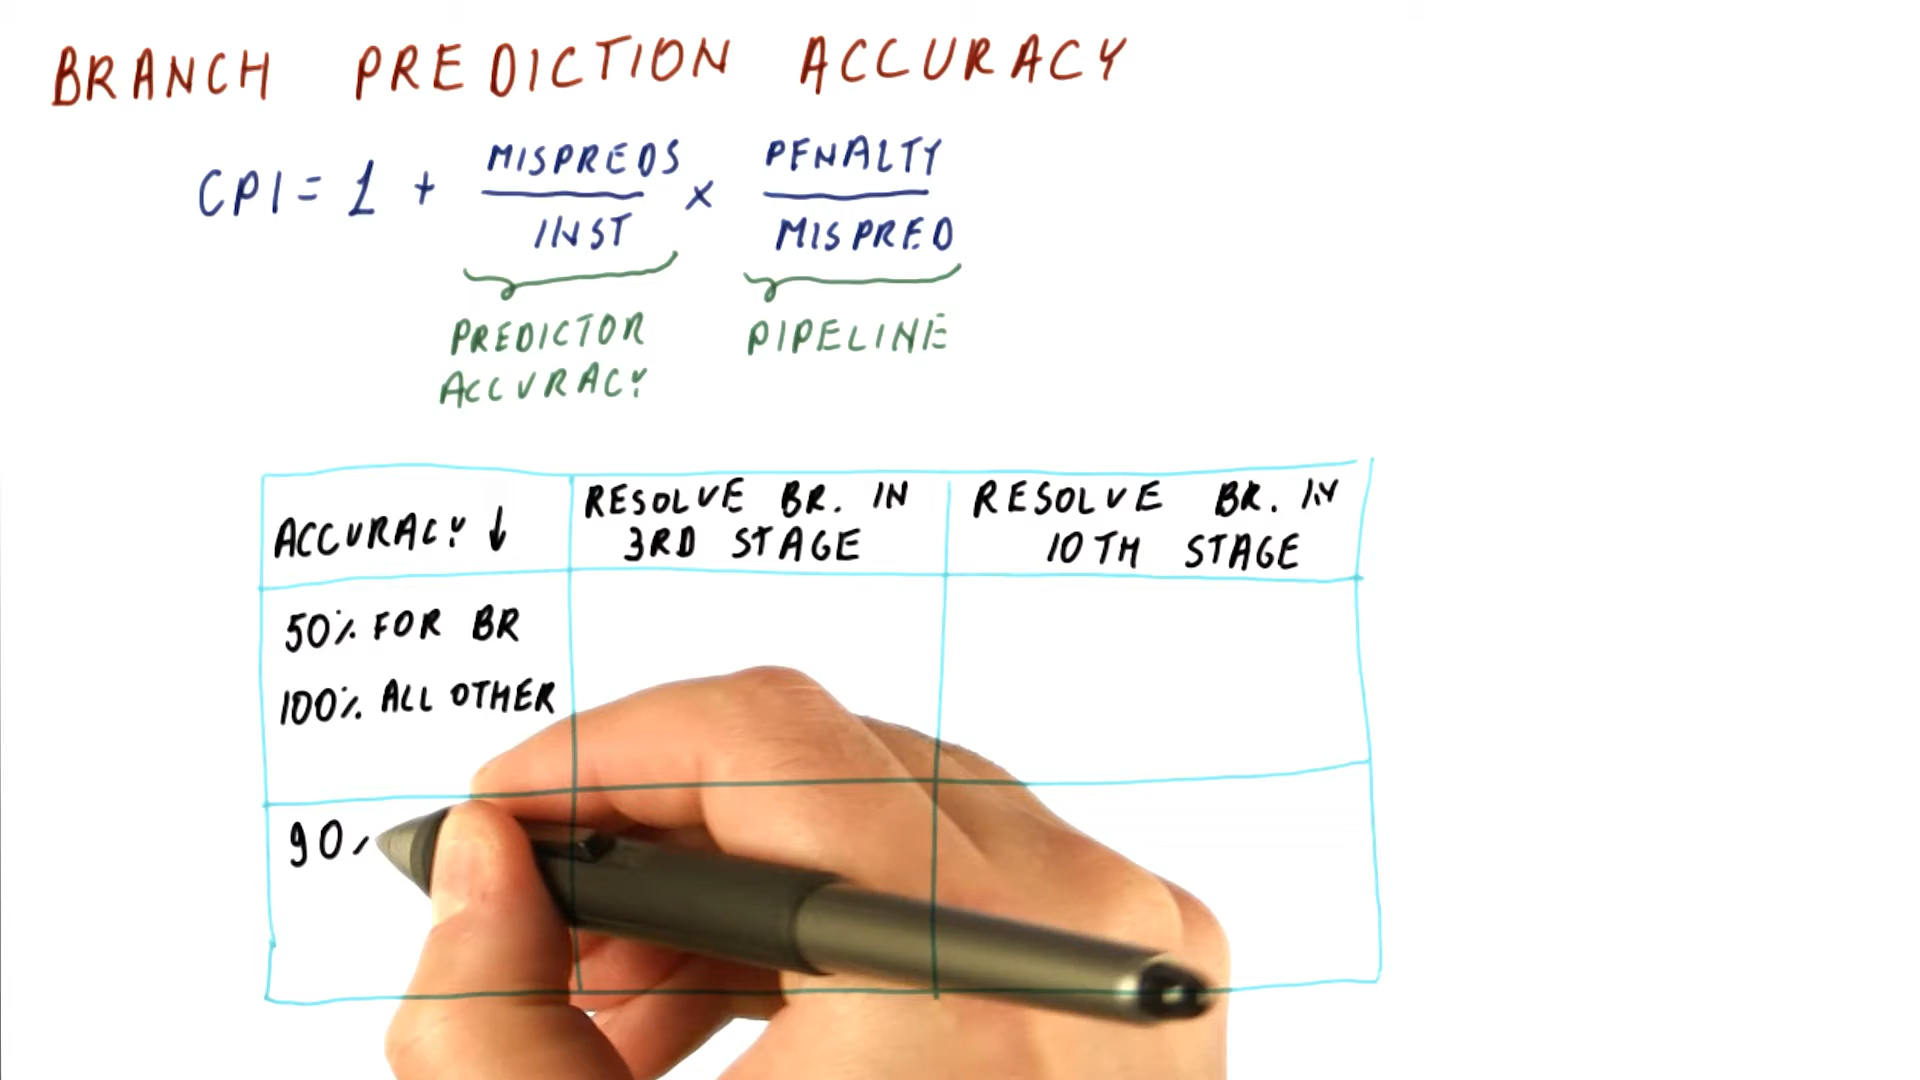 BRANCH PREDICTION ACCURACY
CPI = 1 + MISPREDS / INST × PENALTY / MISPRED
PREDICTOR ACCURACY
PIPELINE
ACCURACY ↓
RESOLVE BR. IN
3RD STAGE
RESOLVE BR. IN
10TH STAGE
50% FOR BR
100% ALL OTHER
90